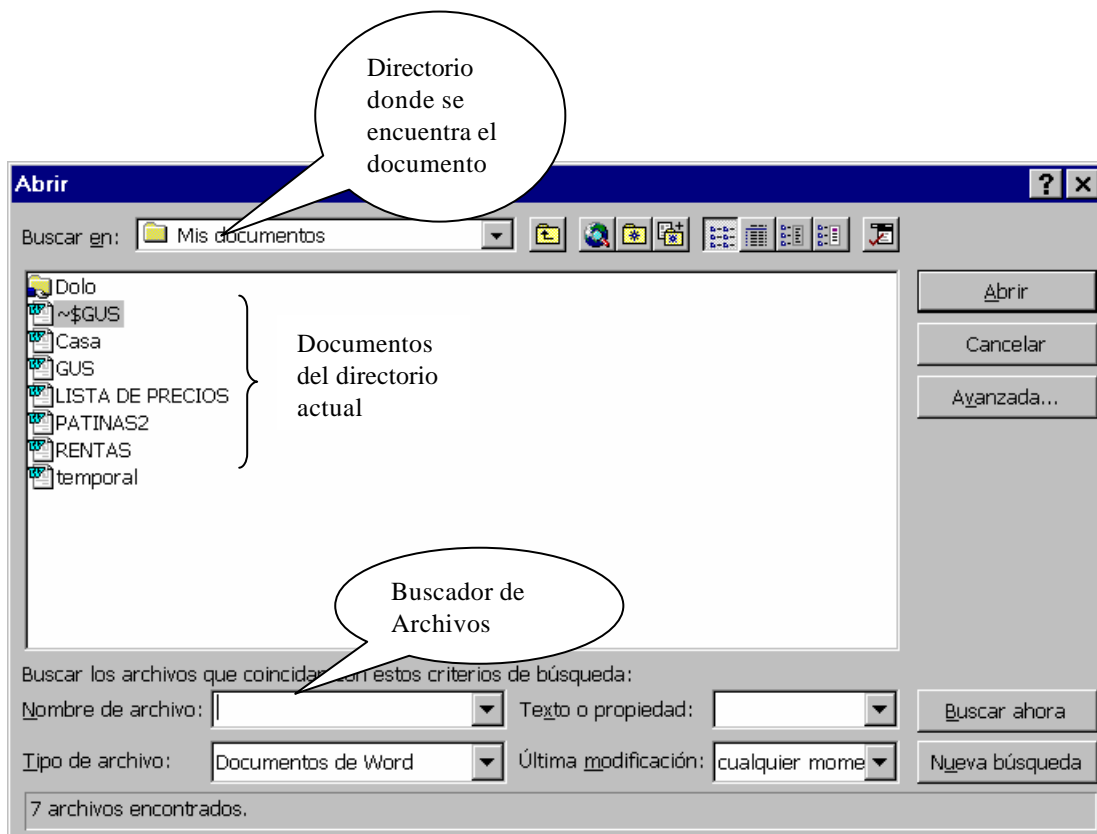 Directorio
donde se
encuentra el
documento
Abrir
Buscar en: Mis documentos
Dolo
~$GUS
Casa
GUS
LISTA DE PRECIOS
PATINAS2
RENTAS
temporal
Documentos
del directorio
actual
Abrir
Cancelar
Avanzada...
Buscador de
Archivos
Buscar los archivos que coincidan con estos criterios de búsqueda:
Nombre de archivo: Texto o propiedad: Buscar ahora
Tipo de archivo: Documentos de Word Última modificación: cualquier mome Nueva búsqueda
7 archivos encontrados.